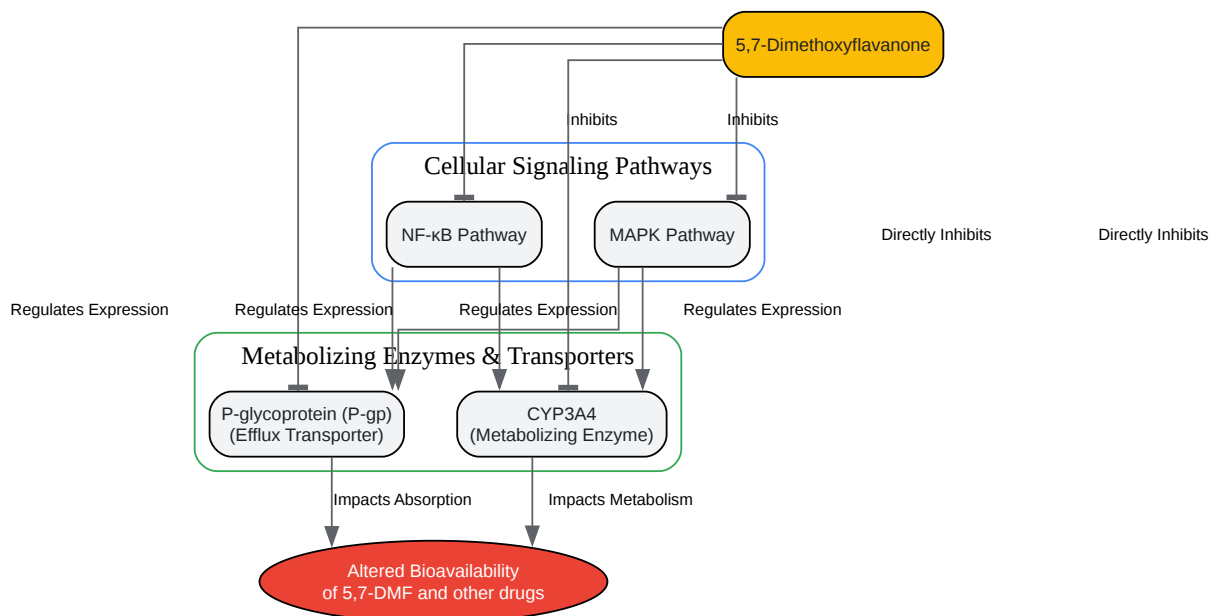 5,7-Dimethoxyflavanone
Inhibits
Inhibits
Cellular Signaling Pathways
NF-κB Pathway
MAPK Pathway
Directly Inhibits
Directly Inhibits
Regulates Expression
Regulates Expression
Regulates Expression
Regulates Expression
Metabolizing Enzymes & Transporters
P-glycoprotein (P-gp)
(Efflux Transporter)
CYP3A4
(Metabolizing Enzyme)
Impacts Absorption
Impacts Metabolism
Altered Bioavailability
of 5,7-DMF and other drugs